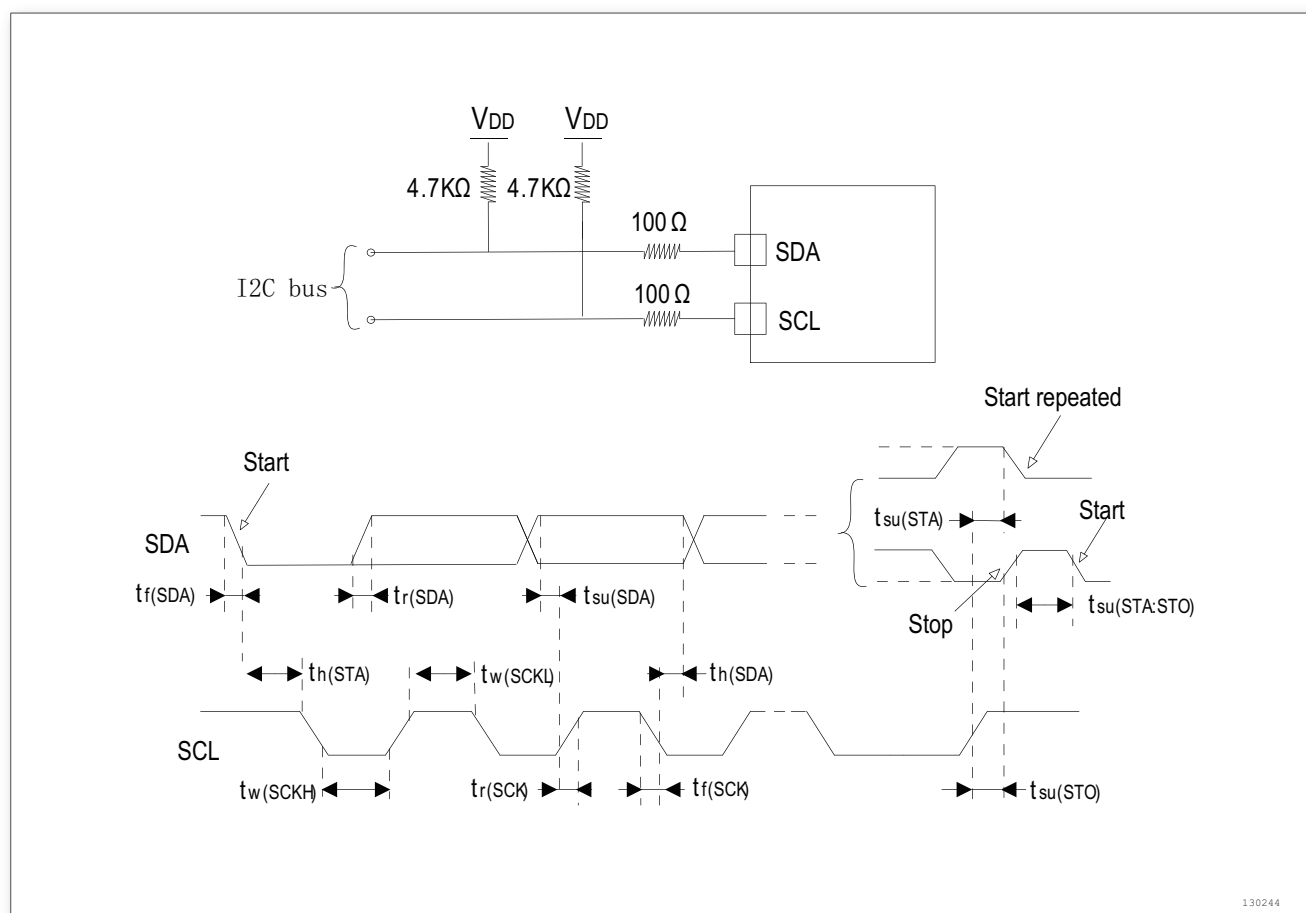 VDD VDD
4.7KΩ 4.7KΩ
100 Ω
SDA
I2C bus
100 Ω
SCL
Start repeated
Start
tsu(STA)
Start
SDA
tf(SDA)
tr(SDA)
tsu(SDA)
tsu(STA:STO)
Stop
th(STA)
tw(SCKL)
th(SDA)
SCL
tw(SCKH)
tr(SCK)
tf(SCK)
tsu(STO)
130244